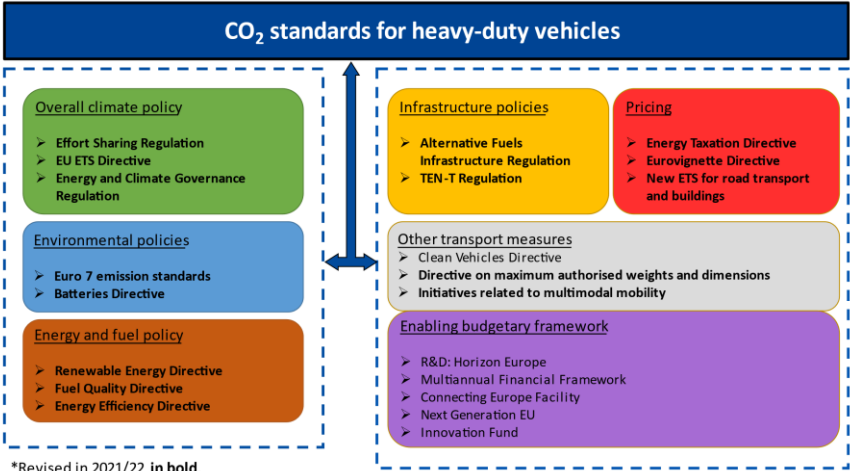 CO₂ standards for heavy-duty vehicles
Overall climate policy
➢ Effort Sharing Regulation
➢ EU ETS Directive
➢ Energy and Climate Governance
Regulation
Environmental policies
➢ Euro 7 emission standards
➢ Batteries Directive
Energy and fuel policy
➢ Renewable Energy Directive
➢ Fuel Quality Directive
➢ Energy Efficiency Directive
Infrastructure policies
➢ Alternative Fuels
Infrastructure Regulation
➢ TEN-T Regulation
Pricing
➢ Energy Taxation Directive
➢ Eurovignette Directive
➢ New ETS for road transport
and buildings
Other transport measures
➢ Clean Vehicles Directive
➢ Directive on maximum authorised weights and dimensions
➢ Initiatives related to multimodal mobility
Enabling budgetary framework
➢ R&D: Horizon Europe
➢ Multiannual Financial Framework
➢ Connecting Europe Facility
➢ Next Generation EU
➢ Innovation Fund
*Revised in 2021/22 in bold